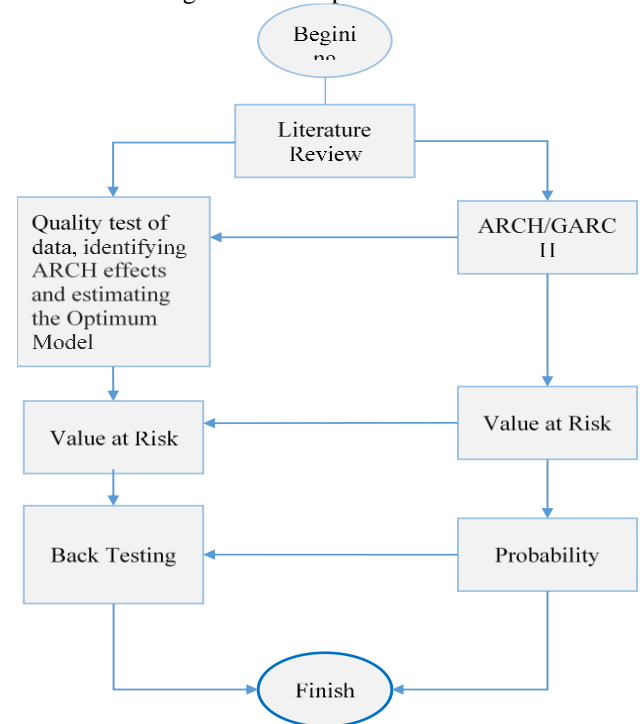 Begini
ng
Literature
Review
Quality test of
data, identifying
ARCH effects
and estimating
the Optimum
Model
ARCH/GARC
H
Value at Risk
Value at Risk
Back Testing
Probability
Finish